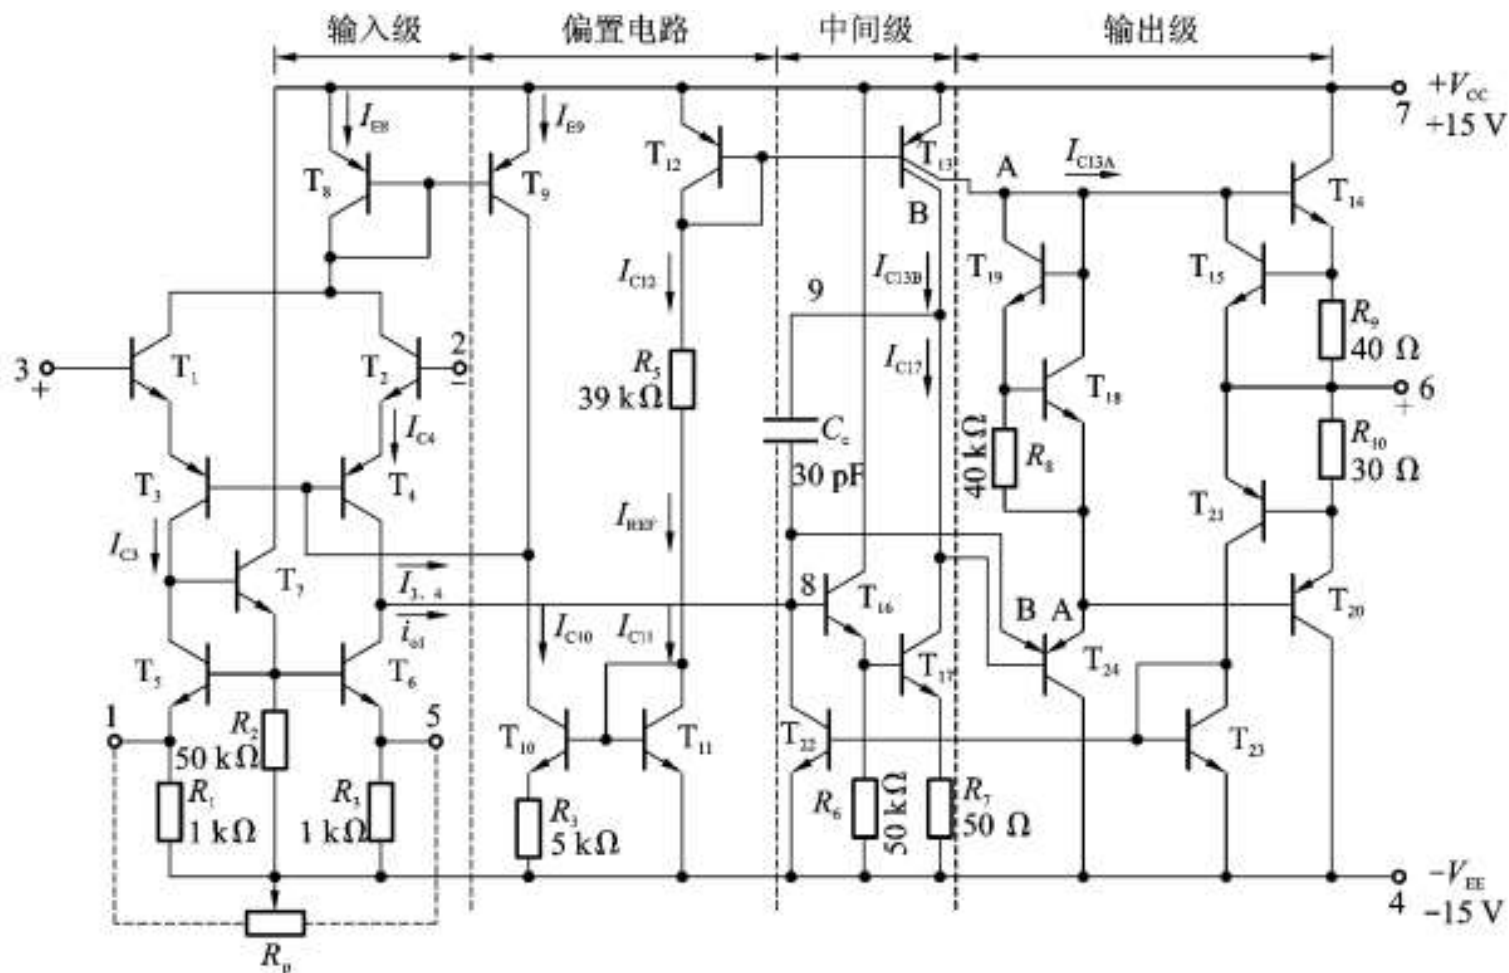 输入级 偏置电路 中间级 输出级
7 +V_CC
+15 V
I_E8 I_E9
T_8 T_9 T_12 T_13 A I_C13A T_14
B
I_C12 I_C13B T_19 T_15
9
3 + T_1 T_2 2 − R_5 39 kΩ I_C17 R_9 40 Ω
T_18 6 +
I_C4 C_c 30 pF 40 kΩ R_8 R_10 30 Ω
T_3 T_4 I_REF T_21
I_C3 T_7 I_3, 4 8 T_16 B A T_20
i_o1 I_C10 I_C11
T_5 T_6 T_17 T_24
1 R_2 50 kΩ 5 T_10 T_11 T_22 T_23
R_1 1 kΩ R_3 1 kΩ R_3 5 kΩ R_6 50 kΩ R_7 50 Ω
−V_EE
4 −15 V
R_p